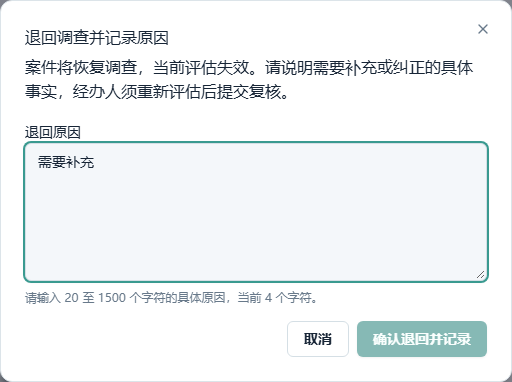 退回调查并记录原因
案件将恢复调查，当前评估失效。请说明需要补充或纠正的具体
事实，经办人须重新评估后提交复核。
退回原因
需要补充
请输入 20 至 1500 个字符的具体原因，当前 4 个字符。
取消
确认退回并记录